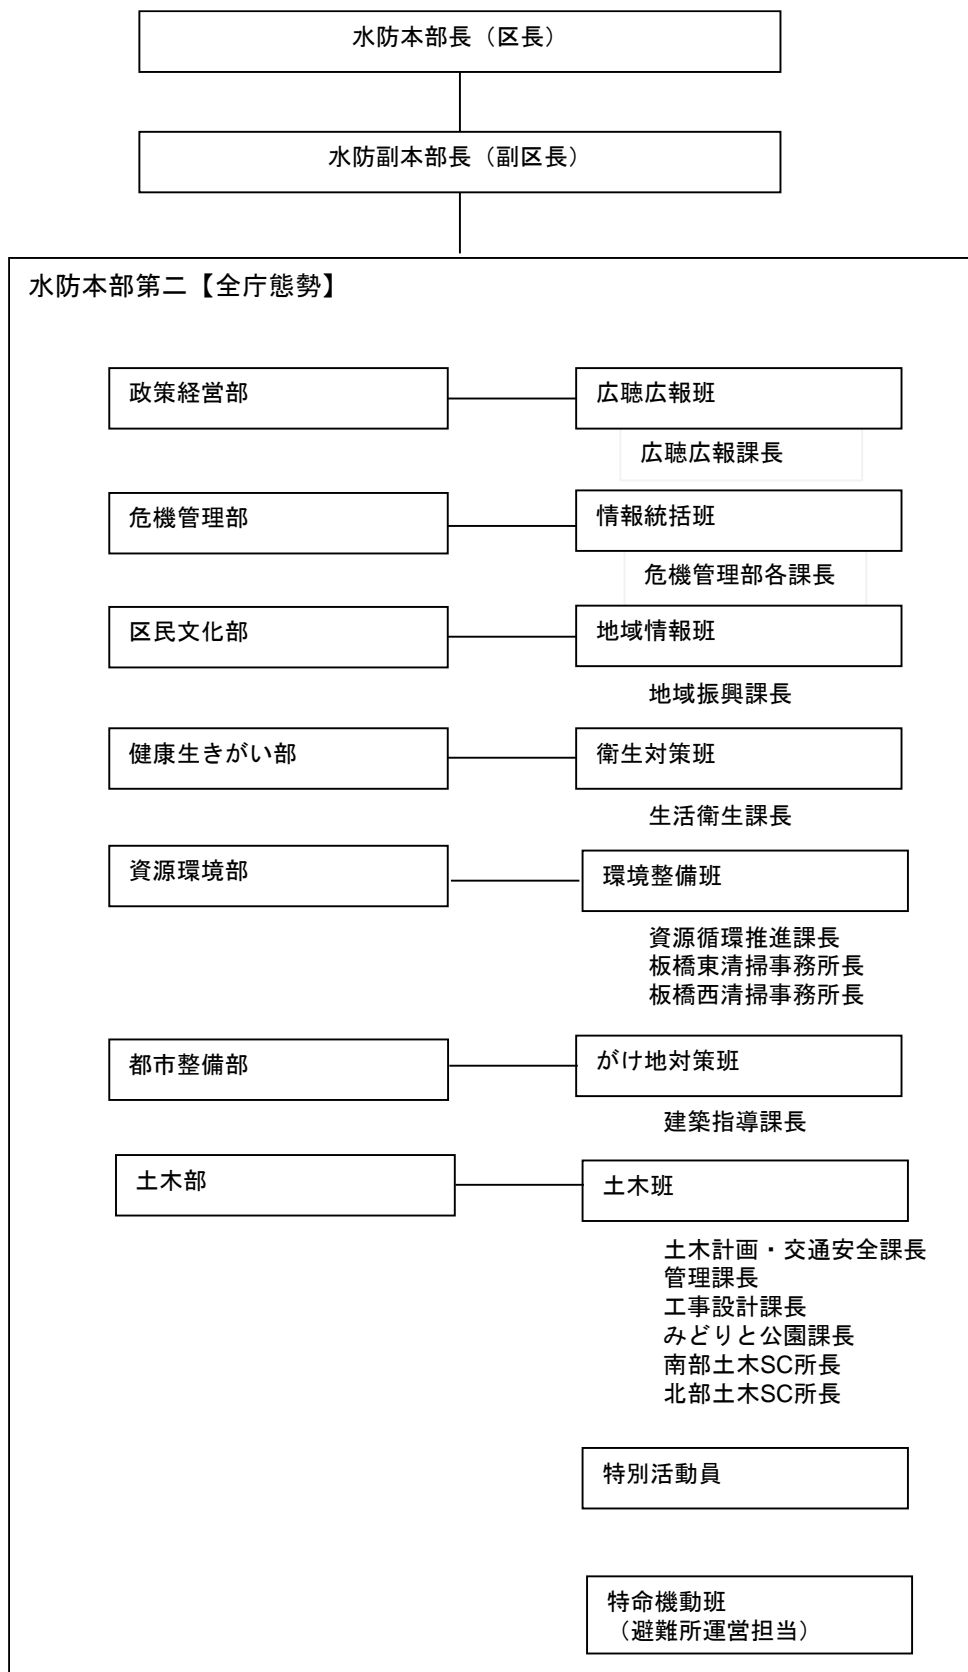 水防本部長（区長）
水防副本部長（副区長）
水防本部第二【全庁態勢】
政策経営部
広聴広報班
広聴広報課長
危機管理部
情報統括班
危機管理部各課長
区民文化部
地域情報班
地域振興課長
健康生きがい部
衛生対策班
生活衛生課長
資源環境部
環境整備班
資源循環推進課長
板橋東清掃事務所長
板橋西清掃事務所長
都市整備部
がけ地対策班
建築指導課長
土木部
土木班
土木計画・交通安全課長
管理課長
工事設計課長
みどりと公園課長
南部土木SC所長
北部土木SC所長
特別活動員
特命機動班
（避難所運営担当）